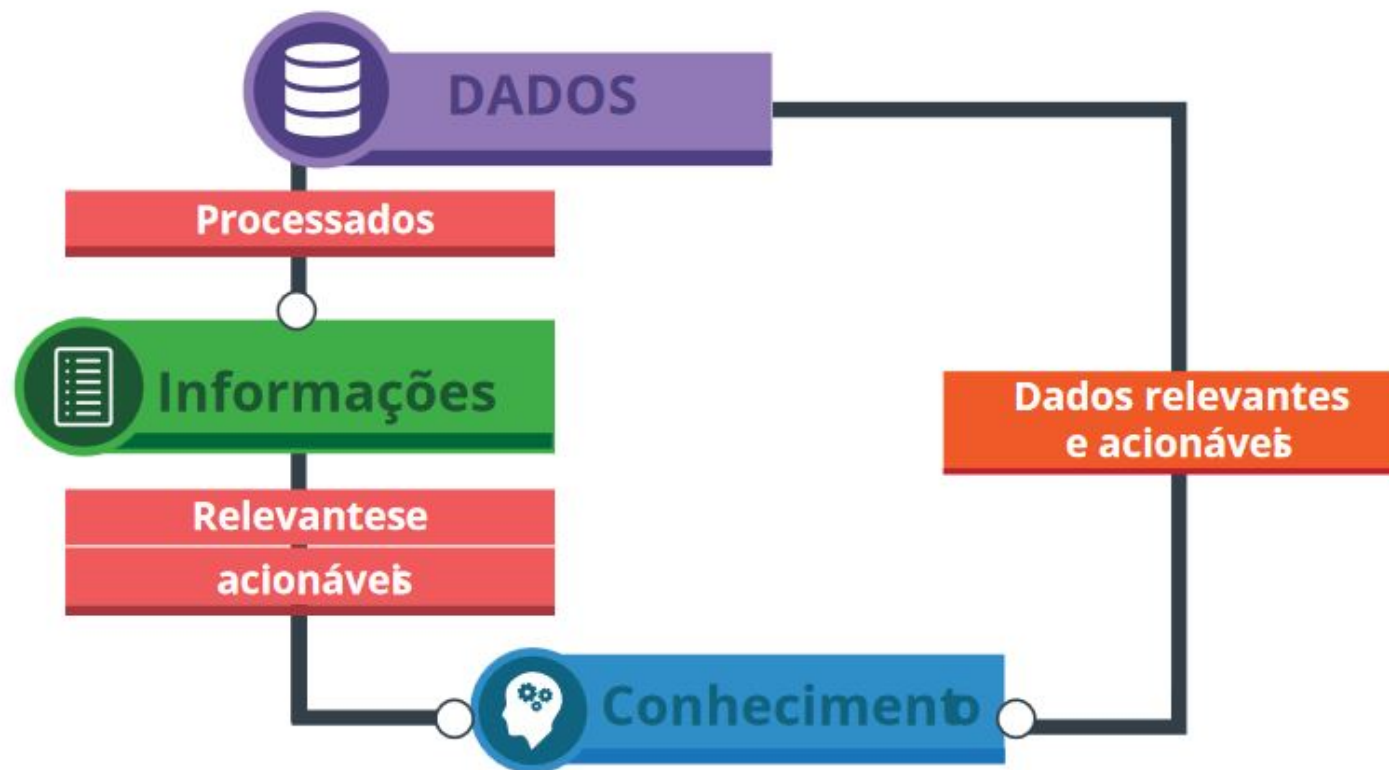 DADOS
Processados
Informações
Dados relevantes
e acionáveis
Relevantese
acionáveis
Conhecimento